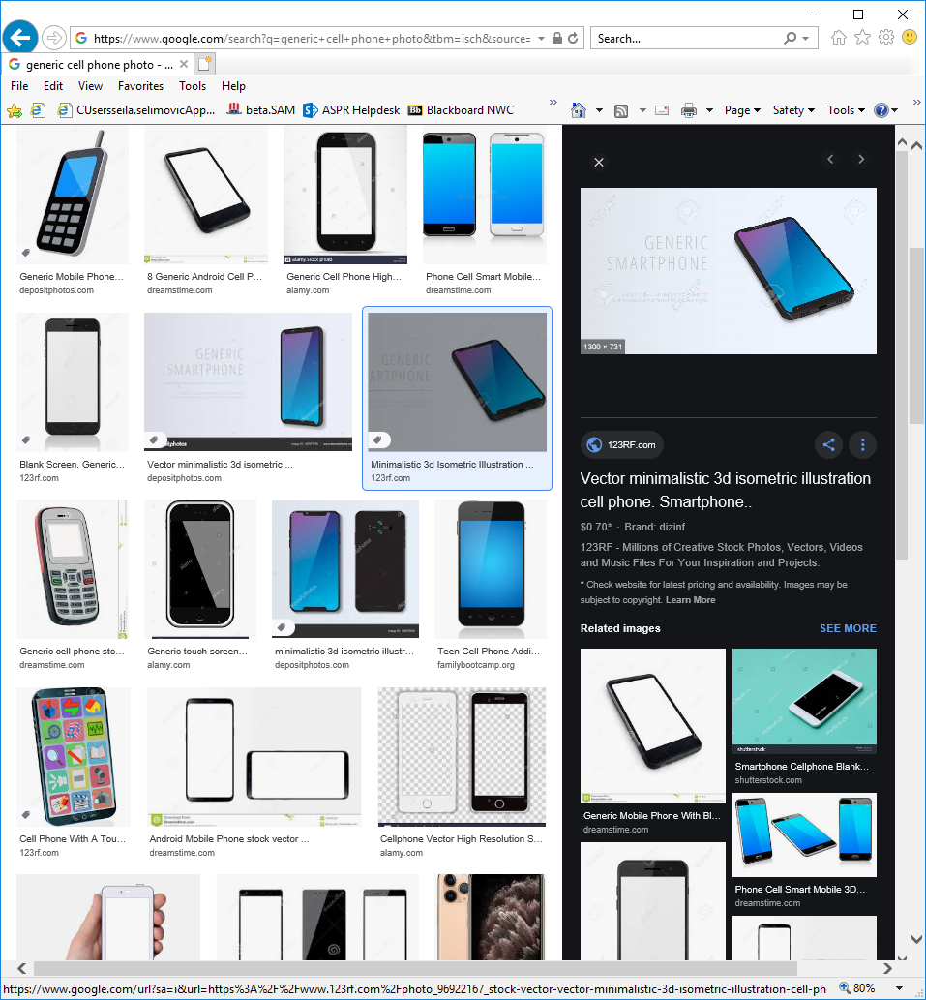 https://www.google.com/search?q=generic+cell+phone+photo&tbm=isch&source=
Search...
generic cell phone photo - ...
File Edit View Favorites Tools Help
CUsersseila.selimovicApp... beta.SAM ASPR Helpdesk Bb Blackboard NWC
Page Safety Tools
Generic Mobile Phone...
depositphotos.com
8 Generic Android Cell P...
dreamstime.com
alamy stock photo
Generic Cell Phone High...
alamy.com
Phone Cell Smart Mobile...
dreamstime.com
Blank Screen. Generic...
123rf.com
GENERIC
SMARTPHONE
Vector minimalistic 3d isometric ...
depositphotos.com
GENERIC
ARTPHONE
Minimalistic 3d Isometric Illustration ...
123rf.com
Generic cell phone sto...
dreamstime.com
Generic touch screen...
alamy.com
minimalistic 3d isometric illustr...
depositphotos.com
Teen Cell Phone Addi...
familybootcamp.org
Cell Phone With A Tou...
123rf.com
Android Mobile Phone stock vector ...
dreamstime.com
Cellphone Vector High Resolution S...
alamy.com
GENERIC
SMARTPHONE
1300 × 731
123RF.com
Vector minimalistic 3d isometric illustration
cell phone. Smartphone..
$0.70* · Brand: dizinf
123RF - Millions of Creative Stock Photos, Vectors, Videos
and Music Files For Your Inspiration and Projects.
* Check website for latest pricing and availability. Images may be
subject to copyright. Learn More
Related images SEE MORE
Generic Mobile Phone With Bl...
dreamstime.com
shutterstock
Smartphone Cellphone Blank...
shutterstock.com
Phone Cell Smart Mobile 3D...
dreamstime.com
https://www.google.com/url?sa=i&url=https%3A%2F%2Fwww.123rf.com%2Fphoto_96922167_stock-vector-vector-minimalistic-3d-isometric-illustration-cell-ph
80%